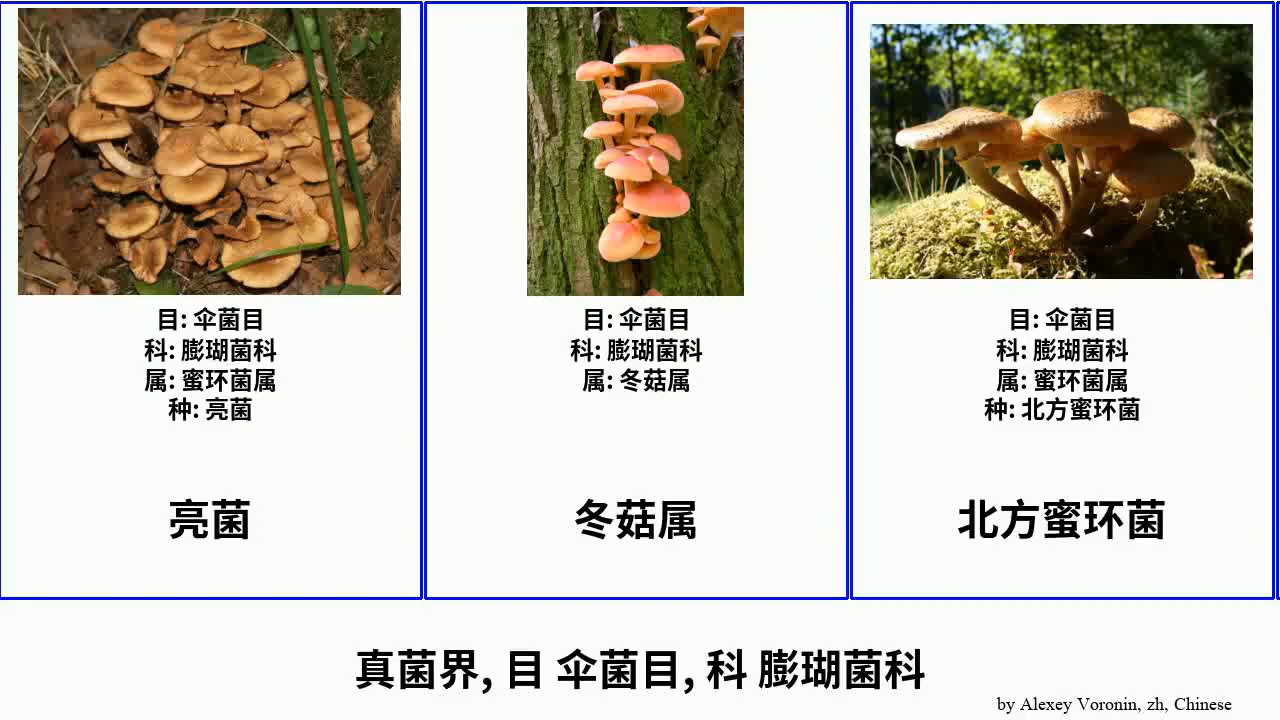 目: 伞菌目
科: 膨瑚菌科
属: 蜜环菌属
种: 亮菌
亮菌
目: 伞菌目
科: 膨瑚菌科
属: 冬菇属
冬菇属
目: 伞菌目
科: 膨瑚菌科
属: 蜜环菌属
种: 北方蜜环菌
北方蜜环菌
真菌界, 目 伞菌目, 科 膨瑚菌科
by Alexey Voronin, zh, Chinese